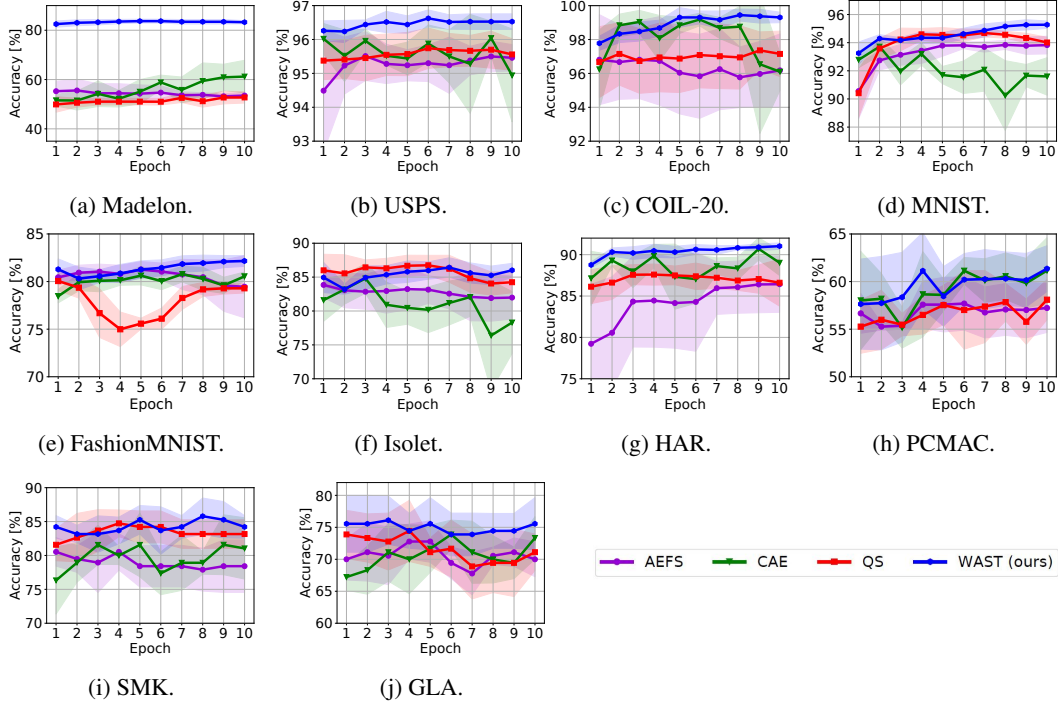 Accuracy [%]
80
60
40
1 2 3 4 5 6 7 8 9 10
Epoch
(a) Madelon.
Accuracy [%]
97
96
95
94
93
1 2 3 4 5 6 7 8 9 10
Epoch
(b) USPS.
Accuracy [%]
100
98
96
94
92
1 2 3 4 5 6 7 8 9 10
Epoch
(c) COIL-20.
Accuracy [%]
96
94
92
90
88
1 2 3 4 5 6 7 8 9 10
Epoch
(d) MNIST.
Accuracy [%]
85
80
75
70
1 2 3 4 5 6 7 8 9 10
Epoch
(e) FashionMNIST.
Accuracy [%]
90
85
80
75
70
1 2 3 4 5 6 7 8 9 10
Epoch
(f) Isolet.
Accuracy [%]
90
85
80
75
1 2 3 4 5 6 7 8 9 10
Epoch
(g) HAR.
Accuracy [%]
65
60
55
50
1 2 3 4 5 6 7 8 9 10
Epoch
(h) PCMAC.
Accuracy [%]
90
85
80
75
70
1 2 3 4 5 6 7 8 9 10
Epoch
(i) SMK.
Accuracy [%]
80
75
70
65
60
1 2 3 4 5 6 7 8 9 10
Epoch
(j) GLA.
AEFS CAE QS WAST (ours)